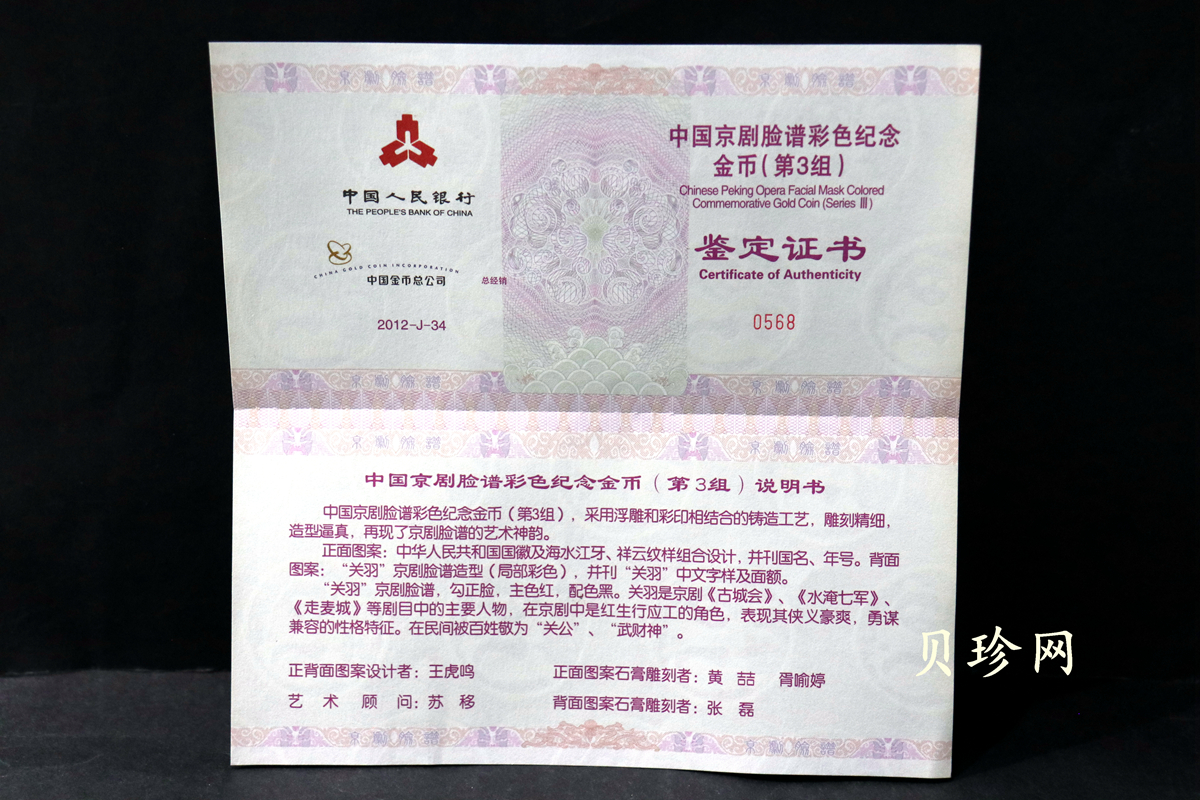 中国人民银行
THE PEOPLE'S BANK OF CHINA
CHINA GOLD COIN INCORPORATION
中国金币总公司 总经销
2012-J-34
中国京剧脸谱彩色纪念
金币(第3组)
Chinese Peking Opera Facial Mask Colored
Commemorative Gold Coin (Series Ⅲ)
鉴定证书
Certificate of Authenticity
0568
中国京剧脸谱彩色纪念金币(第3组)说明书
中国京剧脸谱彩色纪念金币(第3组),采用浮雕和彩印相结合的铸造工艺,雕刻精细,
造型逼真,再现了京剧脸谱的艺术神韵。
正面图案:中华人民共和国国徽及海水江牙、祥云纹样组合设计,并刊国名、年号。背面
图案:“关羽”京剧脸谱造型(局部彩色),并刊“关羽”中文字样及面额。
“关羽”京剧脸谱,勾正脸,主色红,配色黑。关羽是京剧《古城会》、《水淹七军》、
《走麦城》等剧目中的主要人物,在京剧中是红生行应工的角色,表现其侠义豪爽,勇谋
兼容的性格特征。在民间被百姓敬为“关公”、“武财神”。
正背面图案设计者:王虎鸣 正面图案石膏雕刻者:黄 喆 胥喻婷
艺术顾问:苏 移 背面图案石膏雕刻者:张 磊
贝珍网